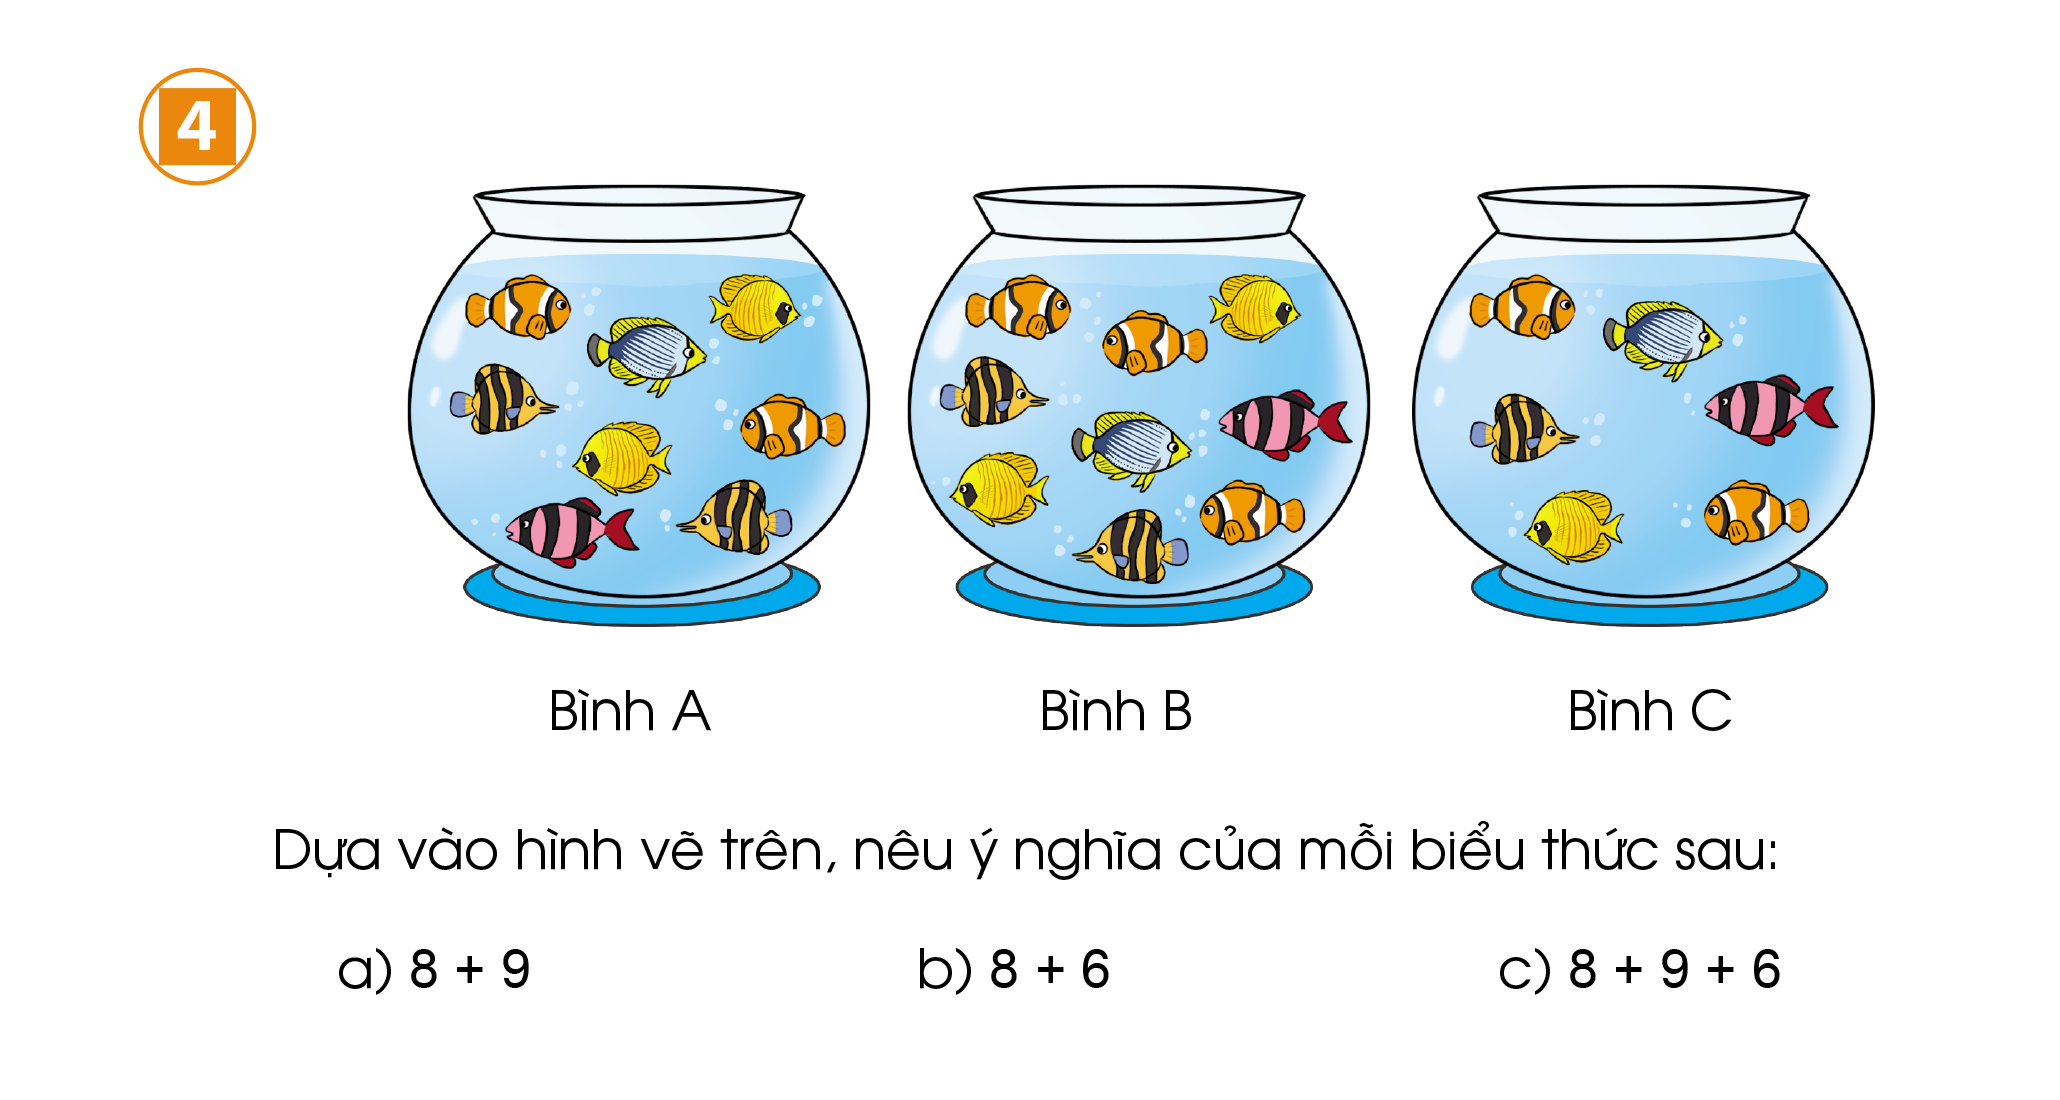 4
Bình A Bình B Bình C
Dựa vào hình vẽ trên, nêu ý nghĩa của mỗi biểu thức sau:
a) 8 + 9 b) 8 + 6 c) 8 + 9 + 6